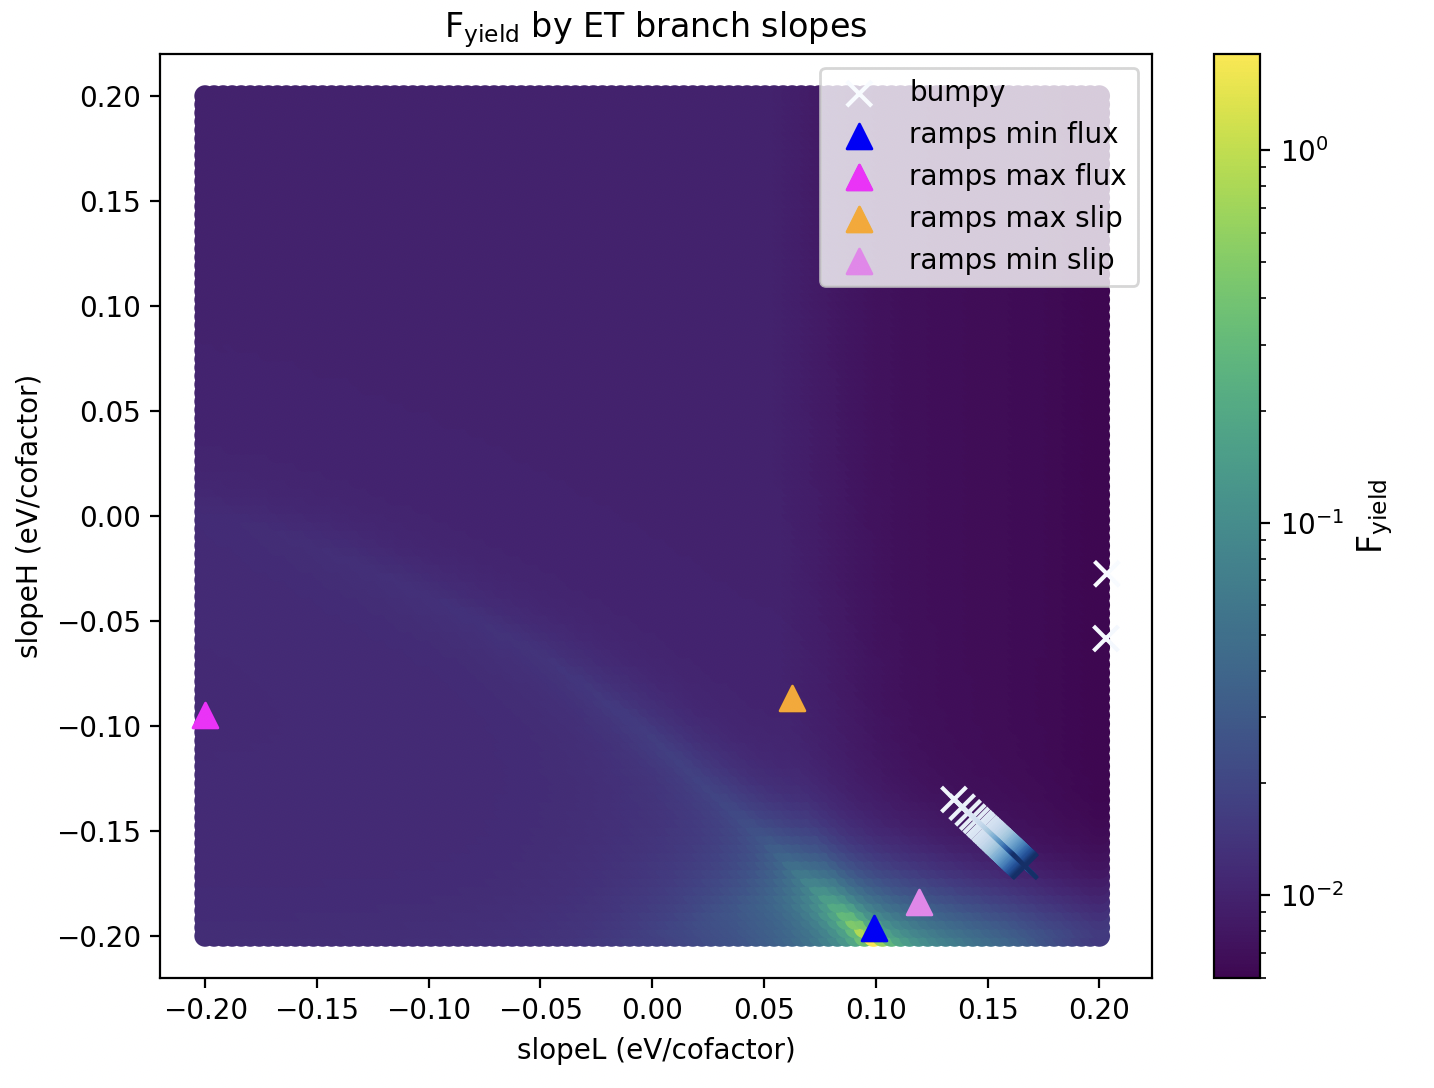 F_yield by ET branch slopes
bumpy
ramps min flux
ramps max flux
ramps max slip
ramps min slip
0.20
0.15
0.10
0.05
0.00
−0.05
−0.10
−0.15
−0.20
slopeH (eV/cofactor)
−0.20 −0.15 −0.10 −0.05 0.00 0.05 0.10 0.15 0.20
slopeL (eV/cofactor)
10^0
10^−1
10^−2
F_yield